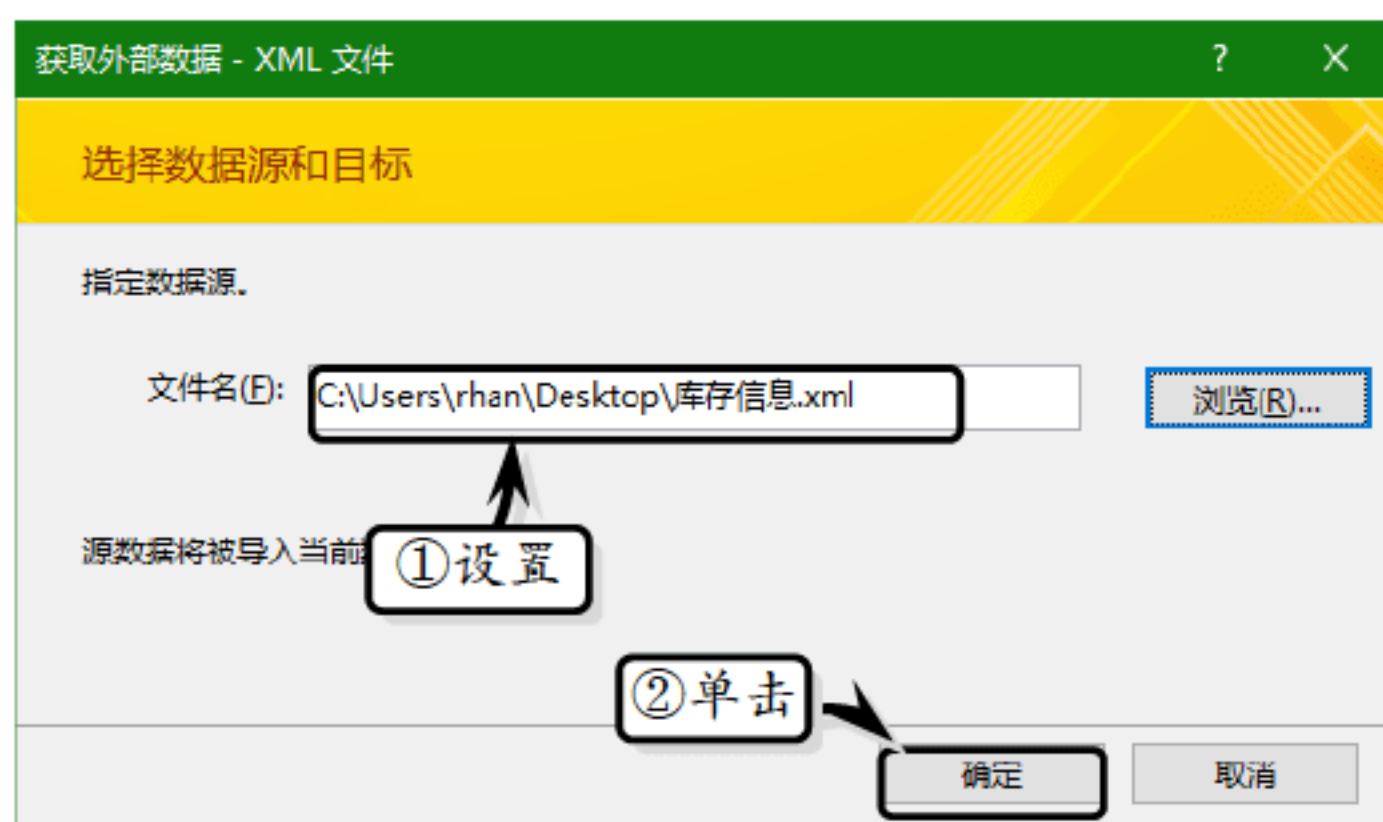 获取外部数据 - XML 文件
? ×
选择数据源和目标
指定数据源。
文件名(F):
C:\Users\rhan\Desktop\库存信息.xml
浏览(R)...
源数据将被导入当前
①设置
②单击
确定
取消